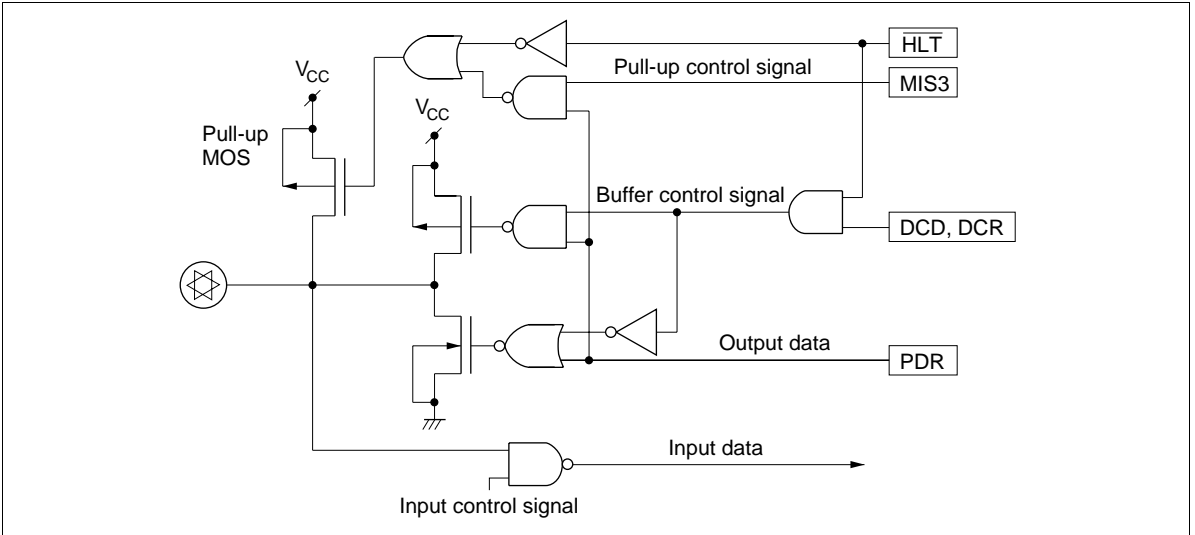 HLT
Pull-up control signal
MIS3
VCC
VCC
Pull-up
MOS
Buffer control signal
DCD, DCR
Output data
PDR
Input data
Input control signal